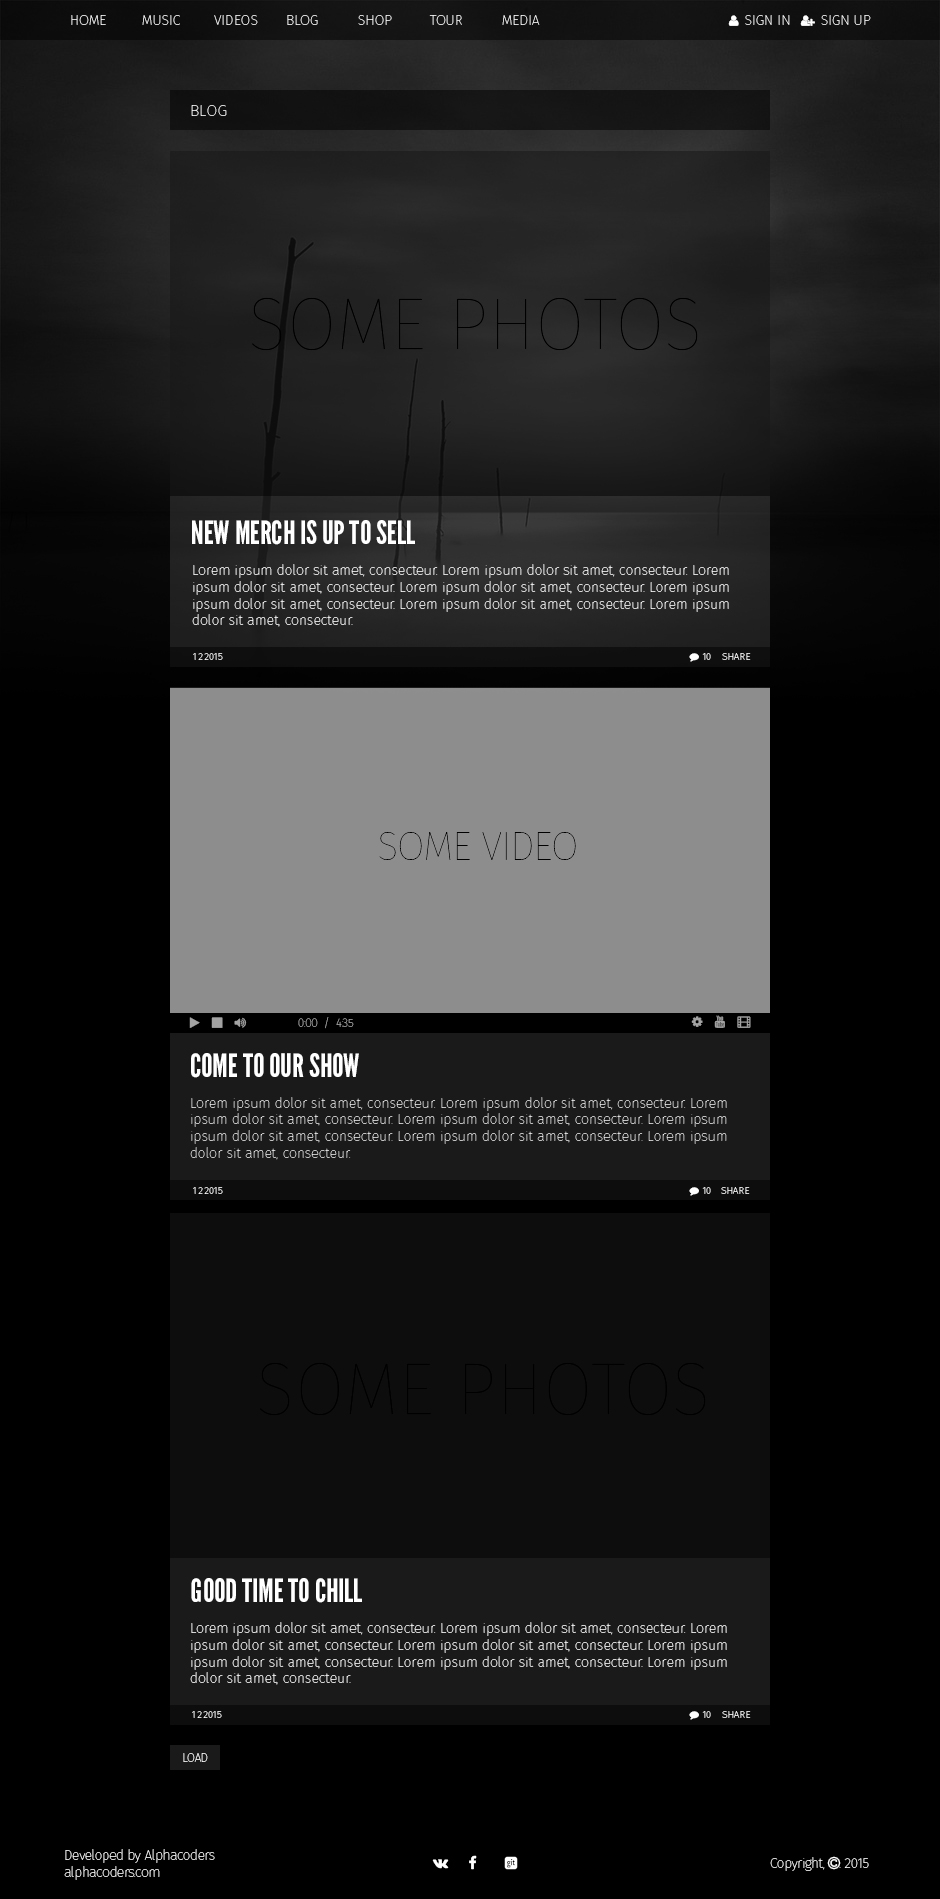 HOME MUSIC VIDEOS BLOG SHOP TOUR MEDIA SIGN IN SIGN UP
BLOG
SOME PHOTOS
NEW MERCH IS UP TO SELL
Lorem ipsum dolor sit amet, consecteur. Lorem ipsum dolor sit amet, consecteur. Lorem
ipsum dolor sit amet, consecteur. Lorem ipsum dolor sit amet, consecteur. Lorem ipsum
ipsum dolor sit amet, consecteur. Lorem ipsum dolor sit amet, consecteur. Lorem ipsum
dolor sit amet, consecteur.
1 2 2015 10 SHARE
SOME VIDEO
0:00 / 4:35
COME TO OUR SHOW
Lorem ipsum dolor sit amet, consecteur. Lorem ipsum dolor sit amet, consecteur. Lorem
ipsum dolor sit amet, consecteur. Lorem ipsum dolor sit amet, consecteur. Lorem ipsum
ipsum dolor sit amet, consecteur. Lorem ipsum dolor sit amet, consecteur. Lorem ipsum
dolor sit amet, consecteur.
1 2 2015 10 SHARE
SOME PHOTOS
GOOD TIME TO CHILL
Lorem ipsum dolor sit amet, consecteur. Lorem ipsum dolor sit amet, consecteur. Lorem
ipsum dolor sit amet, consecteur. Lorem ipsum dolor sit amet, consecteur. Lorem ipsum
ipsum dolor sit amet, consecteur. Lorem ipsum dolor sit amet, consecteur. Lorem ipsum
dolor sit amet, consecteur.
1 2 2015 10 SHARE
LOAD
Developed by Alphacoders
alphacoders.com
git
Copyright, © 2015